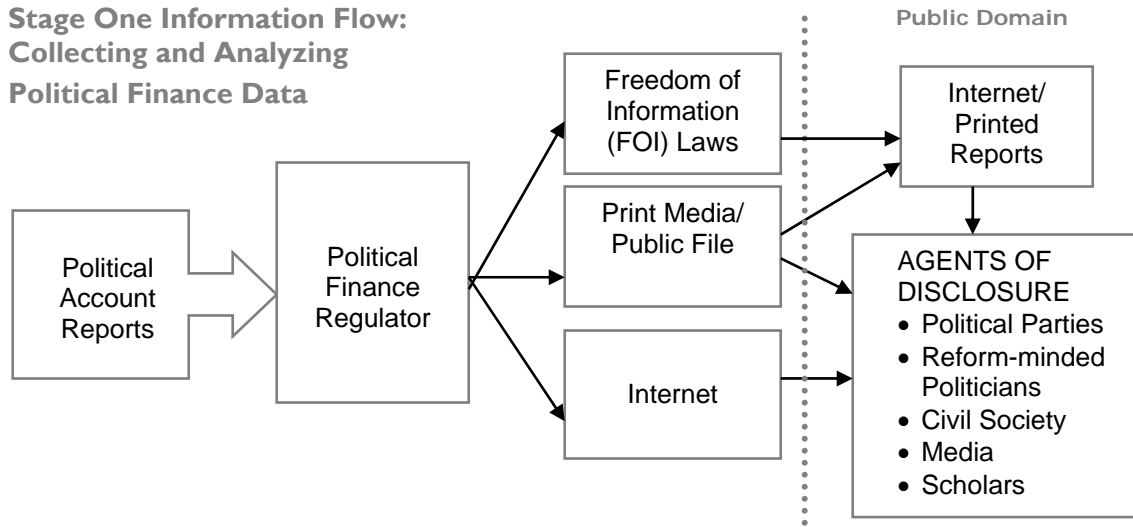 Stage One Information Flow:
Collecting and Analyzing
Political Finance Data
Public Domain
Political
Account
Reports
Political
Finance
Regulator
Freedom of
Information
(FOI) Laws
Print Media/
Public File
Internet
Internet/
Printed
Reports
AGENTS OF
DISCLOSURE
• Political Parties
• Reform-minded
Politicians
• Civil Society
• Media
• Scholars